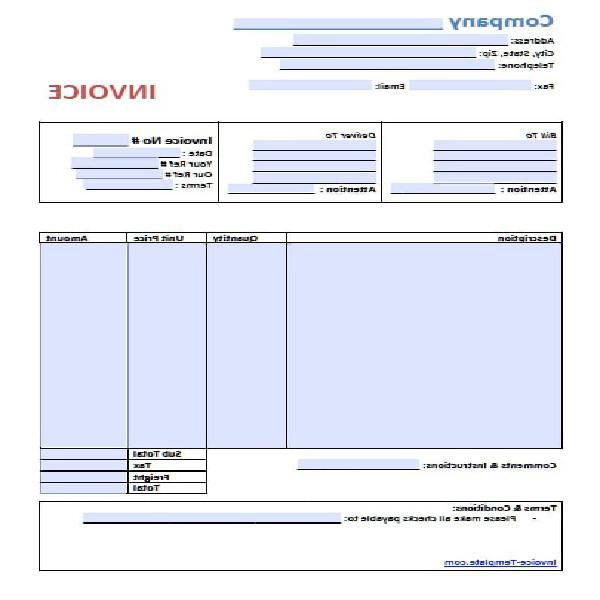 Company
Address:
City, State, Zip:
Telephone:
Fax: Email:
INVOICE
Bill To
Attention :
Deliver To
Attention :
Invoice No #
Date :
Your Ref #
Our Ref #
Terms :
Description Quantity Unit Price Amount
Comments & Instructions:
Sub Total
Tax
Freight
Total
Terms & Conditions:
- Please make all checks payable to:
Invoice-Template.com